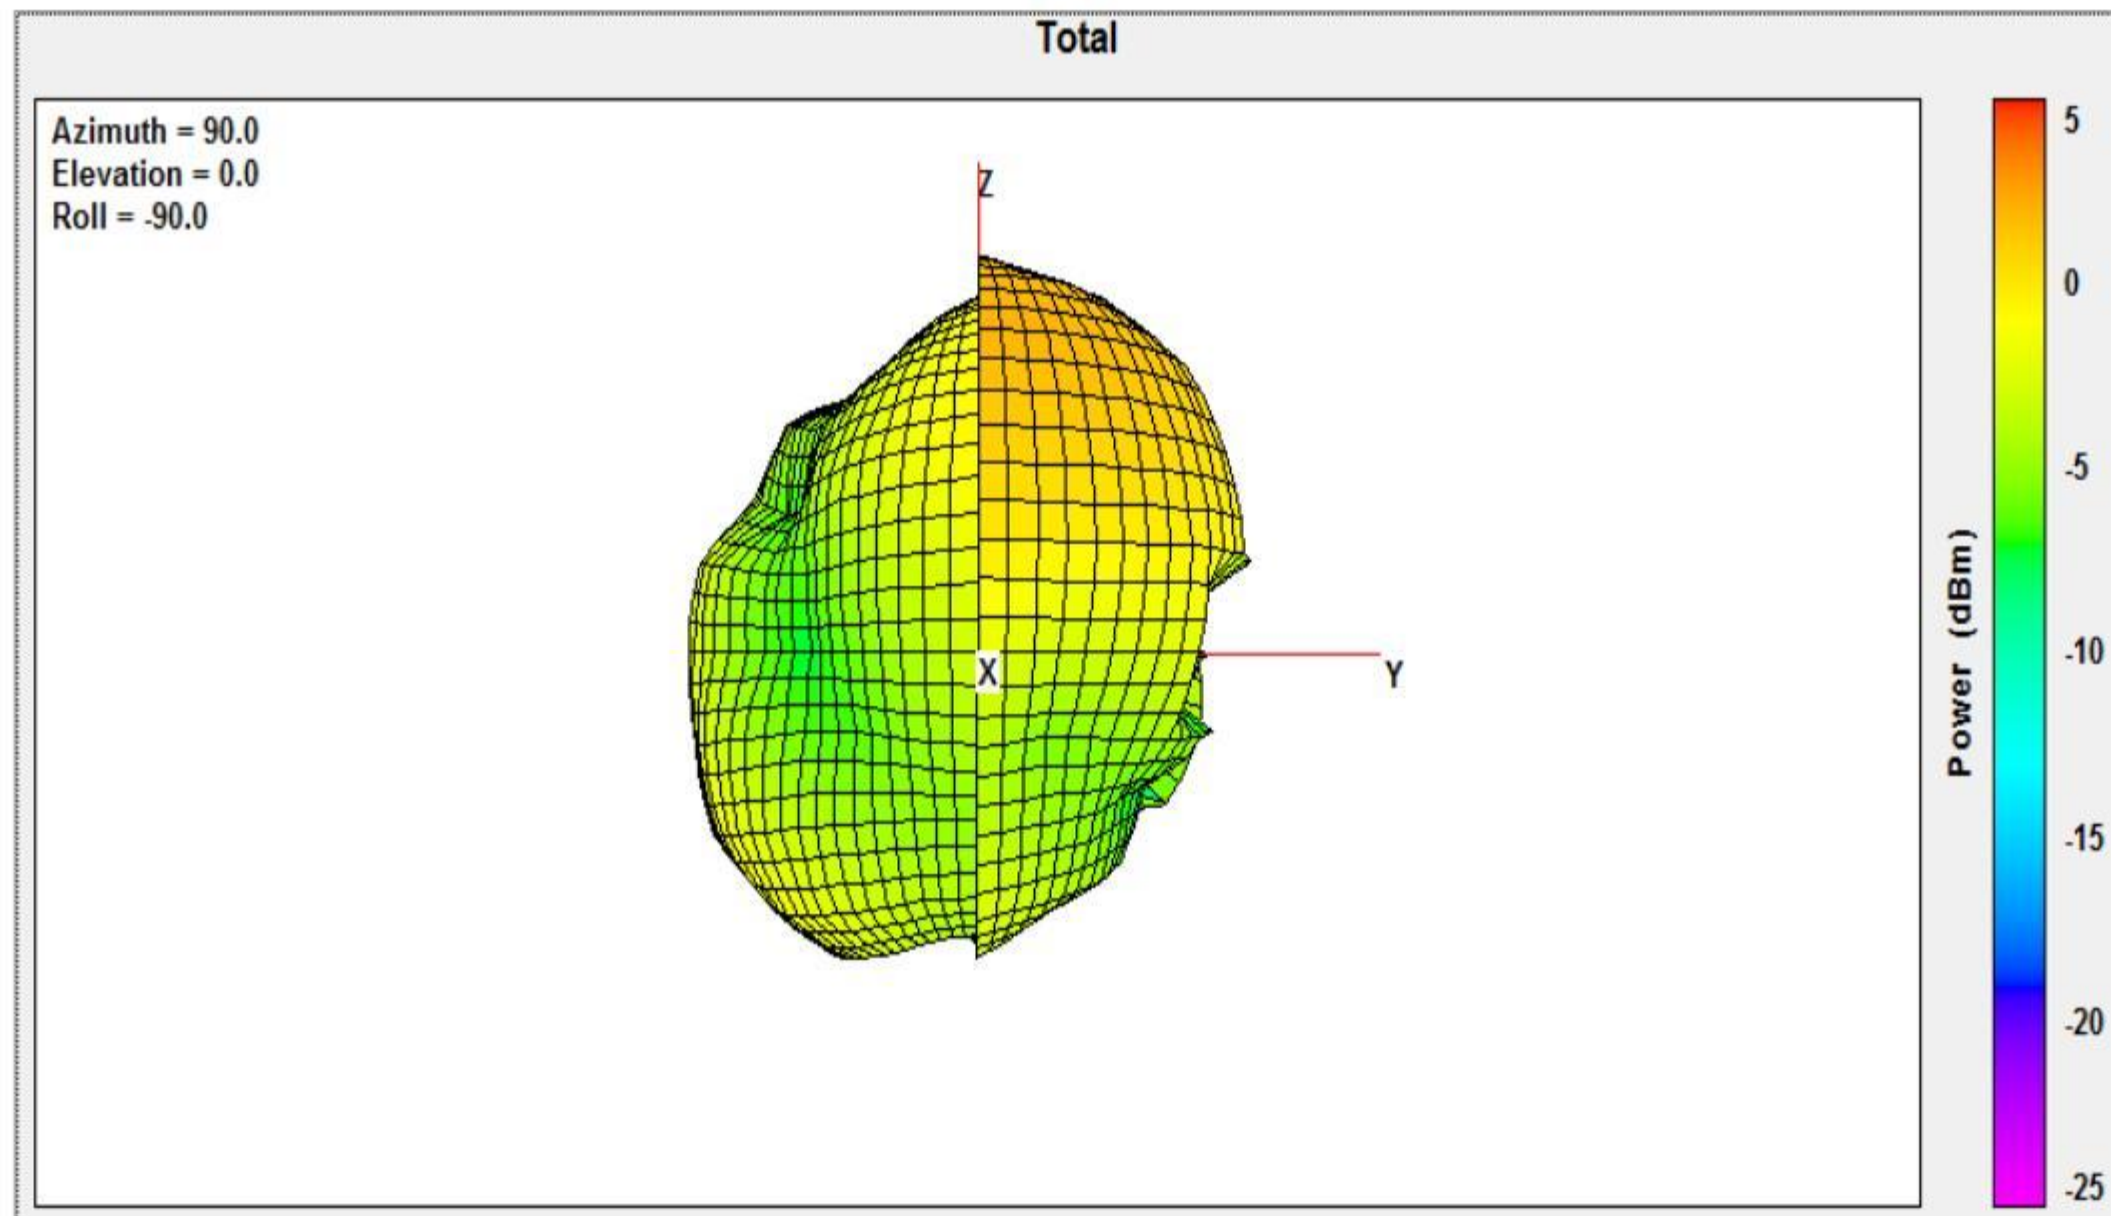 Total
Azimuth = 90.0
Elevation = 0.0
Roll = -90.0
Z
X
Y
5
0
-5
-10
-15
-20
-25
Power (dBm)